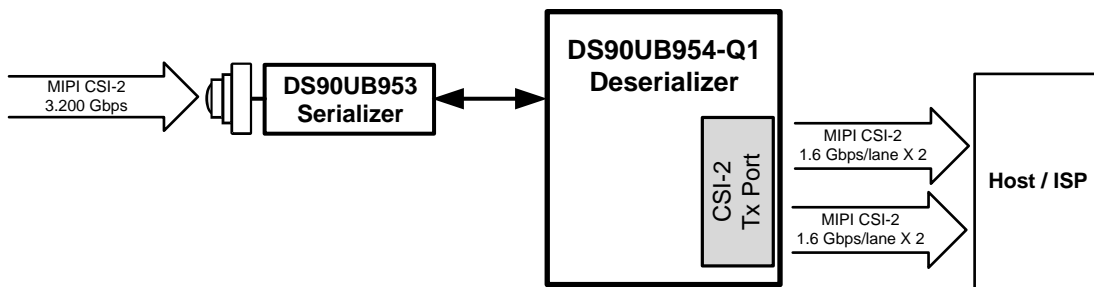 MIPI CSI-2
3.200 Gbps
DS90UB953
Serializer
DS90UB954-Q1
Deserializer
CSI-2
Tx Port
MIPI CSI-2
1.6 Gbps/lane X 2
MIPI CSI-2
1.6 Gbps/lane X 2
Host / ISP